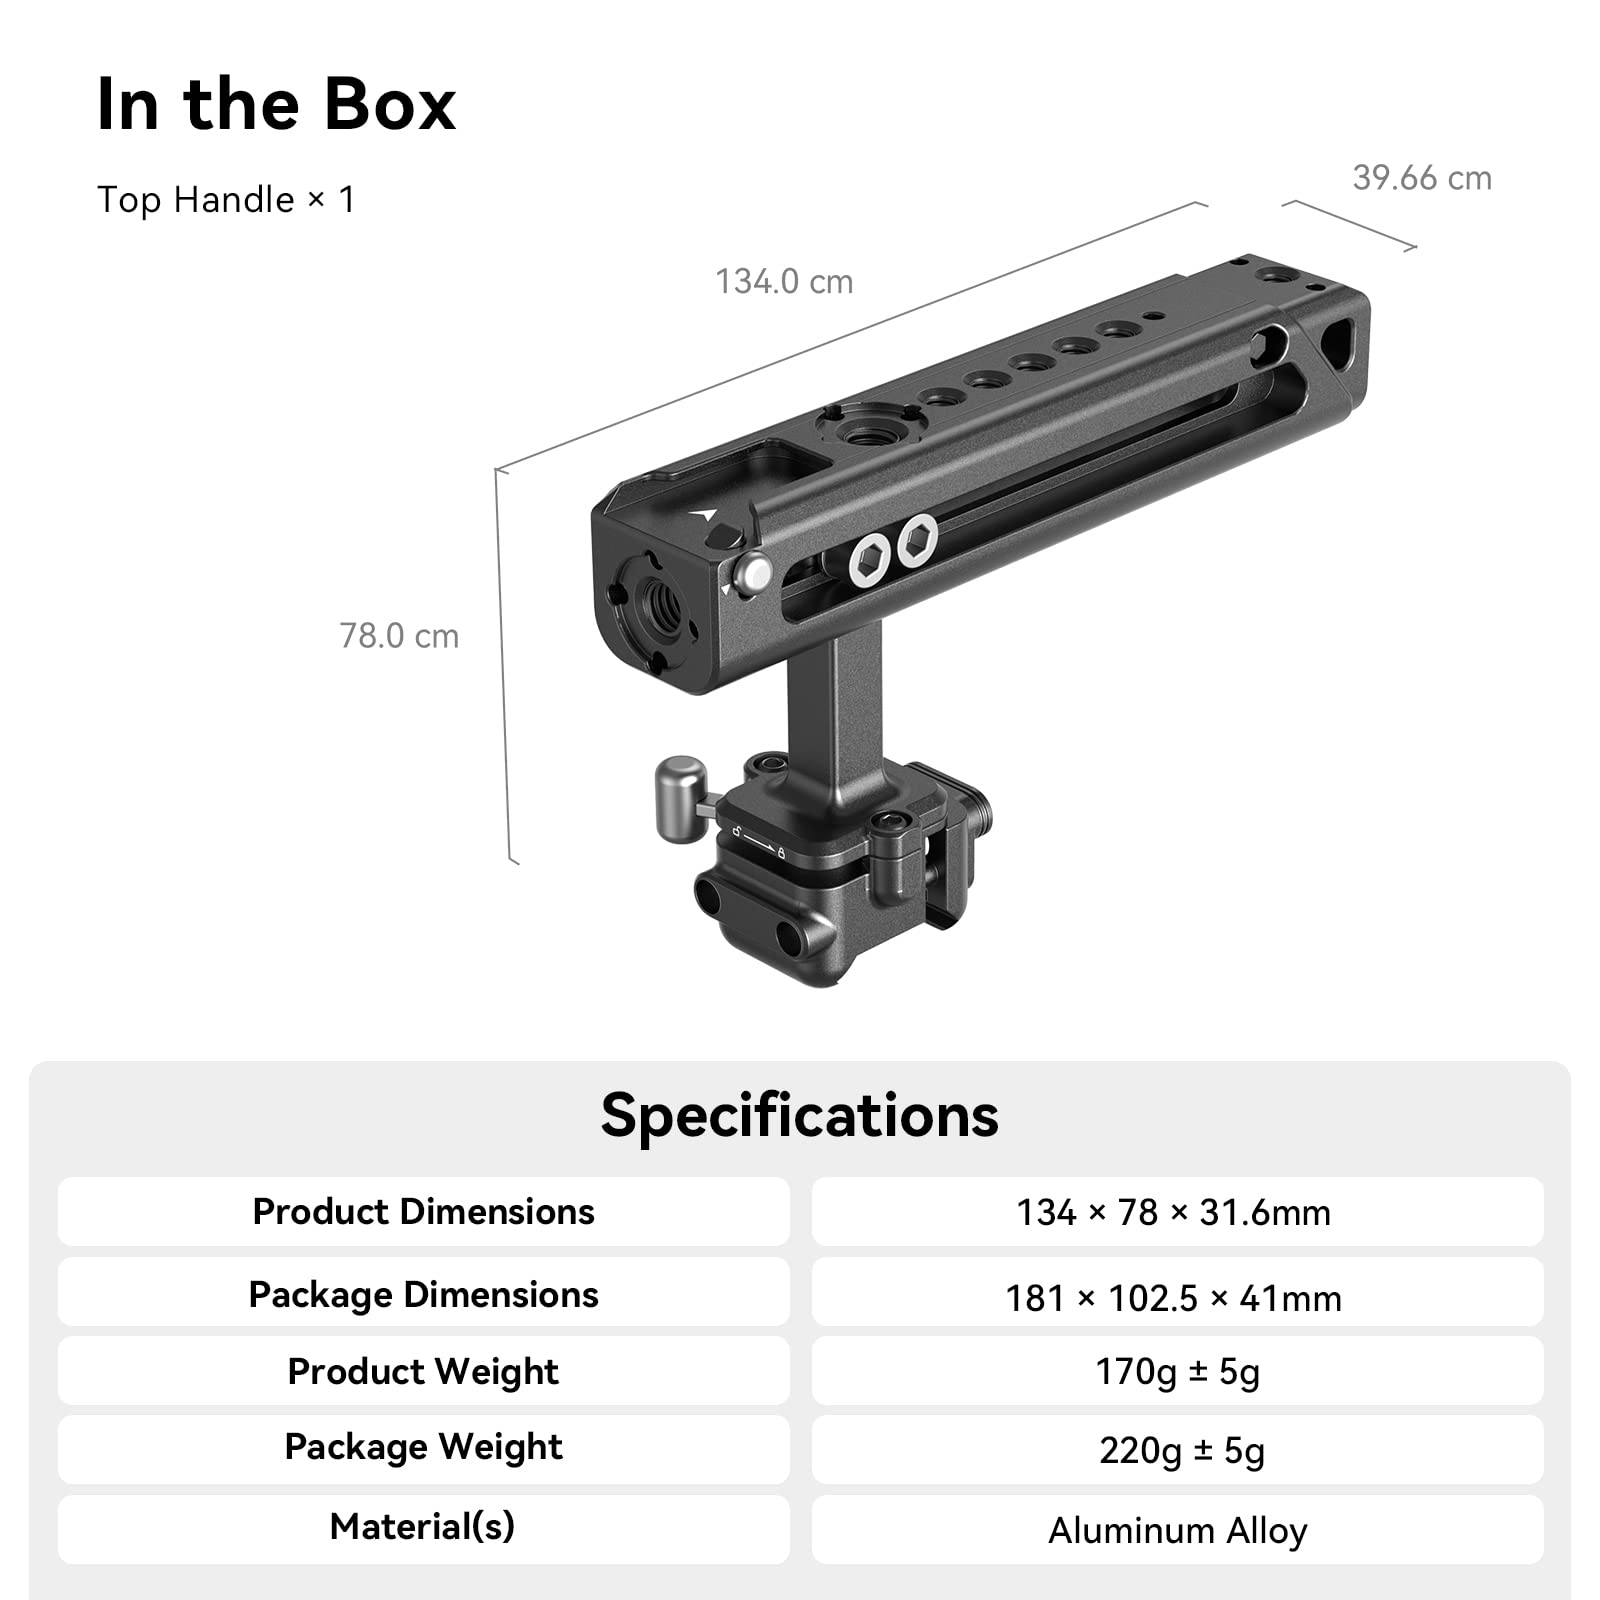 In the Box
Top Handle × 1
39.66 cm
134.0 cm
78.0 cm
Specifications
Product Dimensions
134 × 78 × 31.6mm
Package Dimensions
181 × 102.5 × 41mm
Product Weight
170g ± 5g
Package Weight
220g ± 5g
Material(s)
Aluminum Alloy